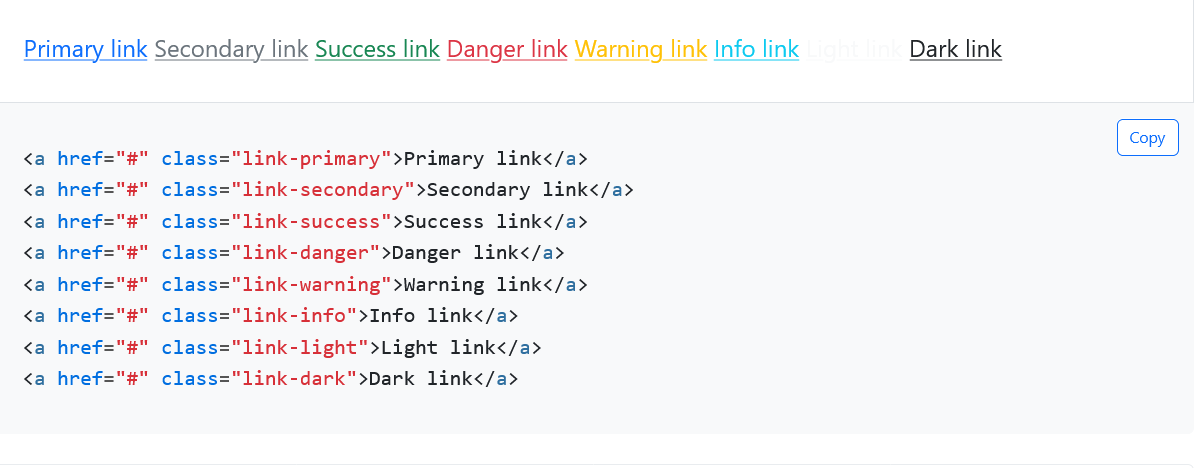 Primary link Secondary link Success link Danger link Warning link Info link Light link Dark link
Copy
<a href="#" class="link-primary">Primary link</a>
<a href="#" class="link-secondary">Secondary link</a>
<a href="#" class="link-success">Success link</a>
<a href="#" class="link-danger">Danger link</a>
<a href="#" class="link-warning">Warning link</a>
<a href="#" class="link-info">Info link</a>
<a href="#" class="link-light">Light link</a>
<a href="#" class="link-dark">Dark link</a>